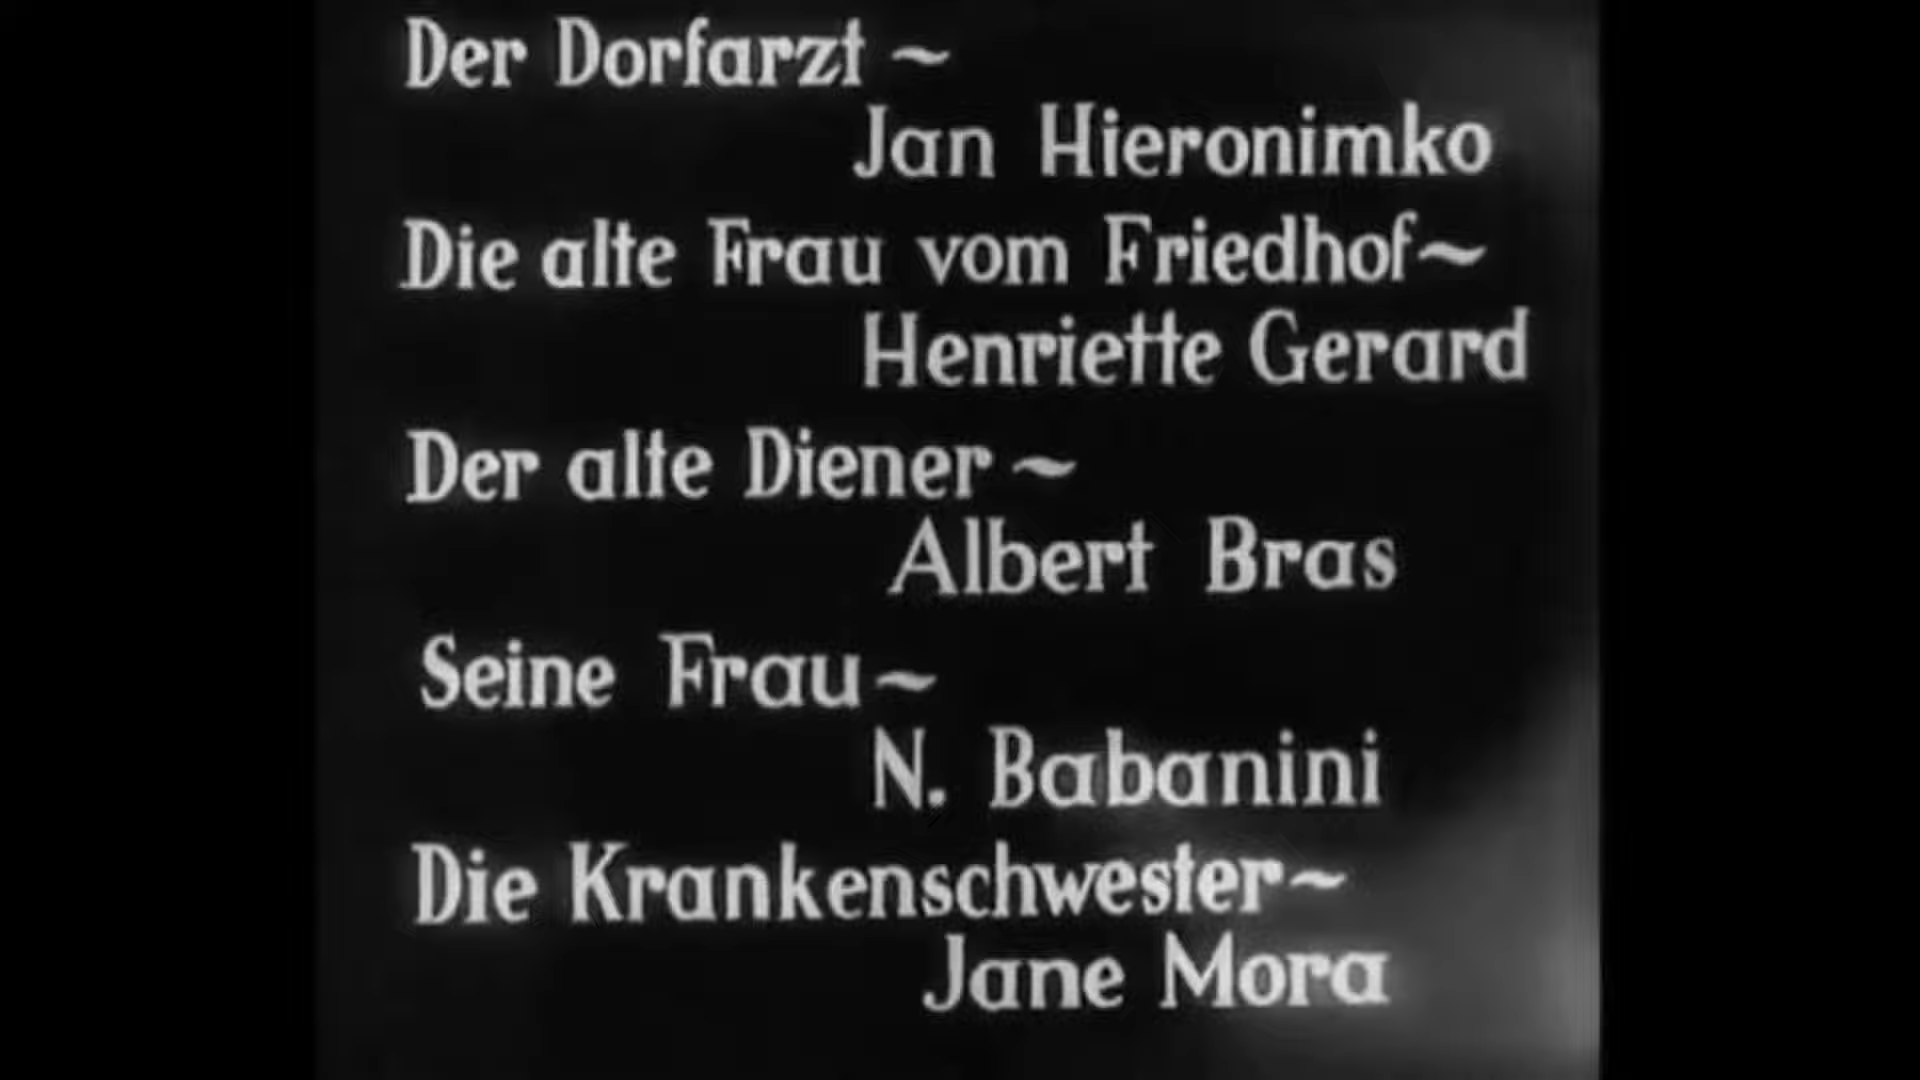 Der Dorfarzt ~
Jan Hieronimko
Die alte Frau vom Friedhof ~
Henriette Gerard
Der alte Diener ~
Albert Bras
Seine Frau ~
N. Babanini
Die Krankenschwester ~
Jane Mora